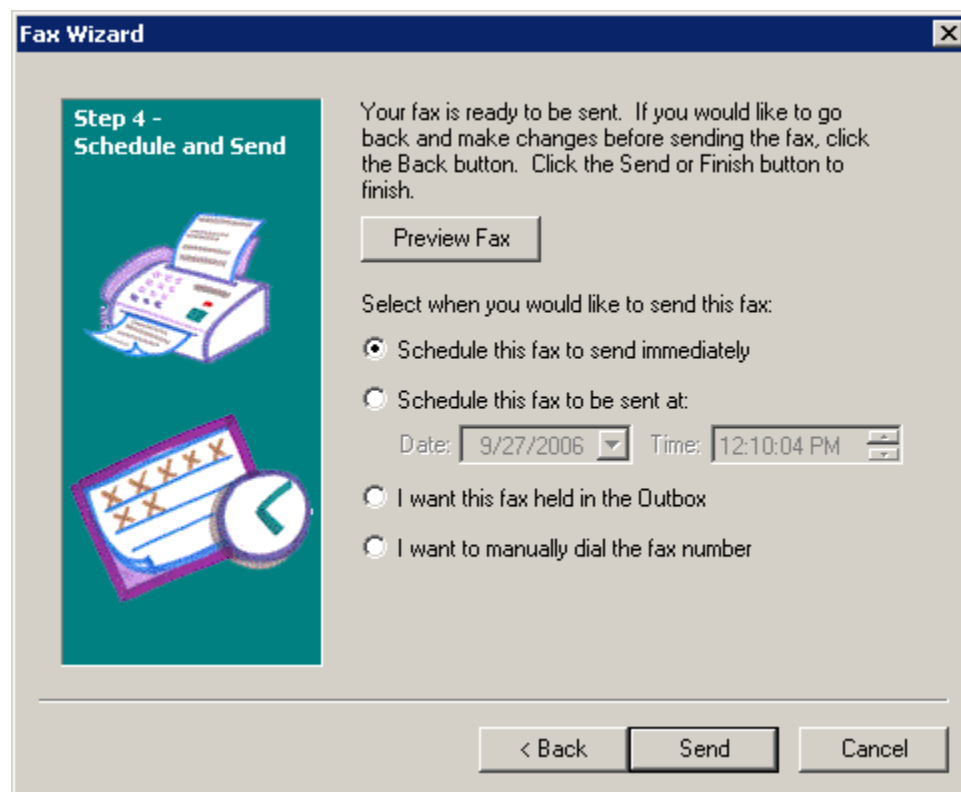 Fax Wizard
Step 4 -
Schedule and Send
Your fax is ready to be sent. If you would like to go
back and make changes before sending the fax, click
the Back button. Click the Send or Finish button to
finish.
Preview Fax
Select when you would like to send this fax:
Schedule this fax to send immediately
Schedule this fax to be sent at:
Date: 9/27/2006 Time: 12:10:04 PM
I want this fax held in the Outbox
I want to manually dial the fax number
< Back Send Cancel